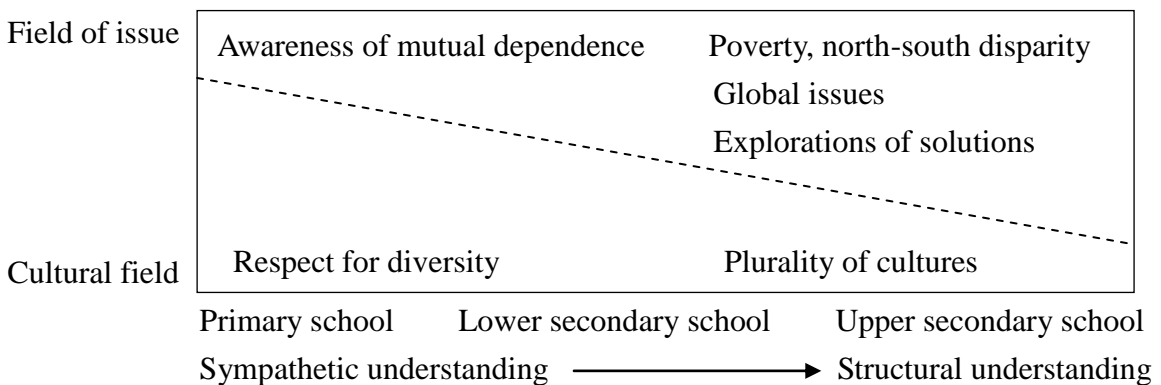 Field of issue
Awareness of mutual dependence
Poverty, north-south disparity
Global issues
Explorations of solutions
Cultural field
Respect for diversity
Plurality of cultures
Primary school
Lower secondary school
Upper secondary school
Sympathetic understanding
Structural understanding